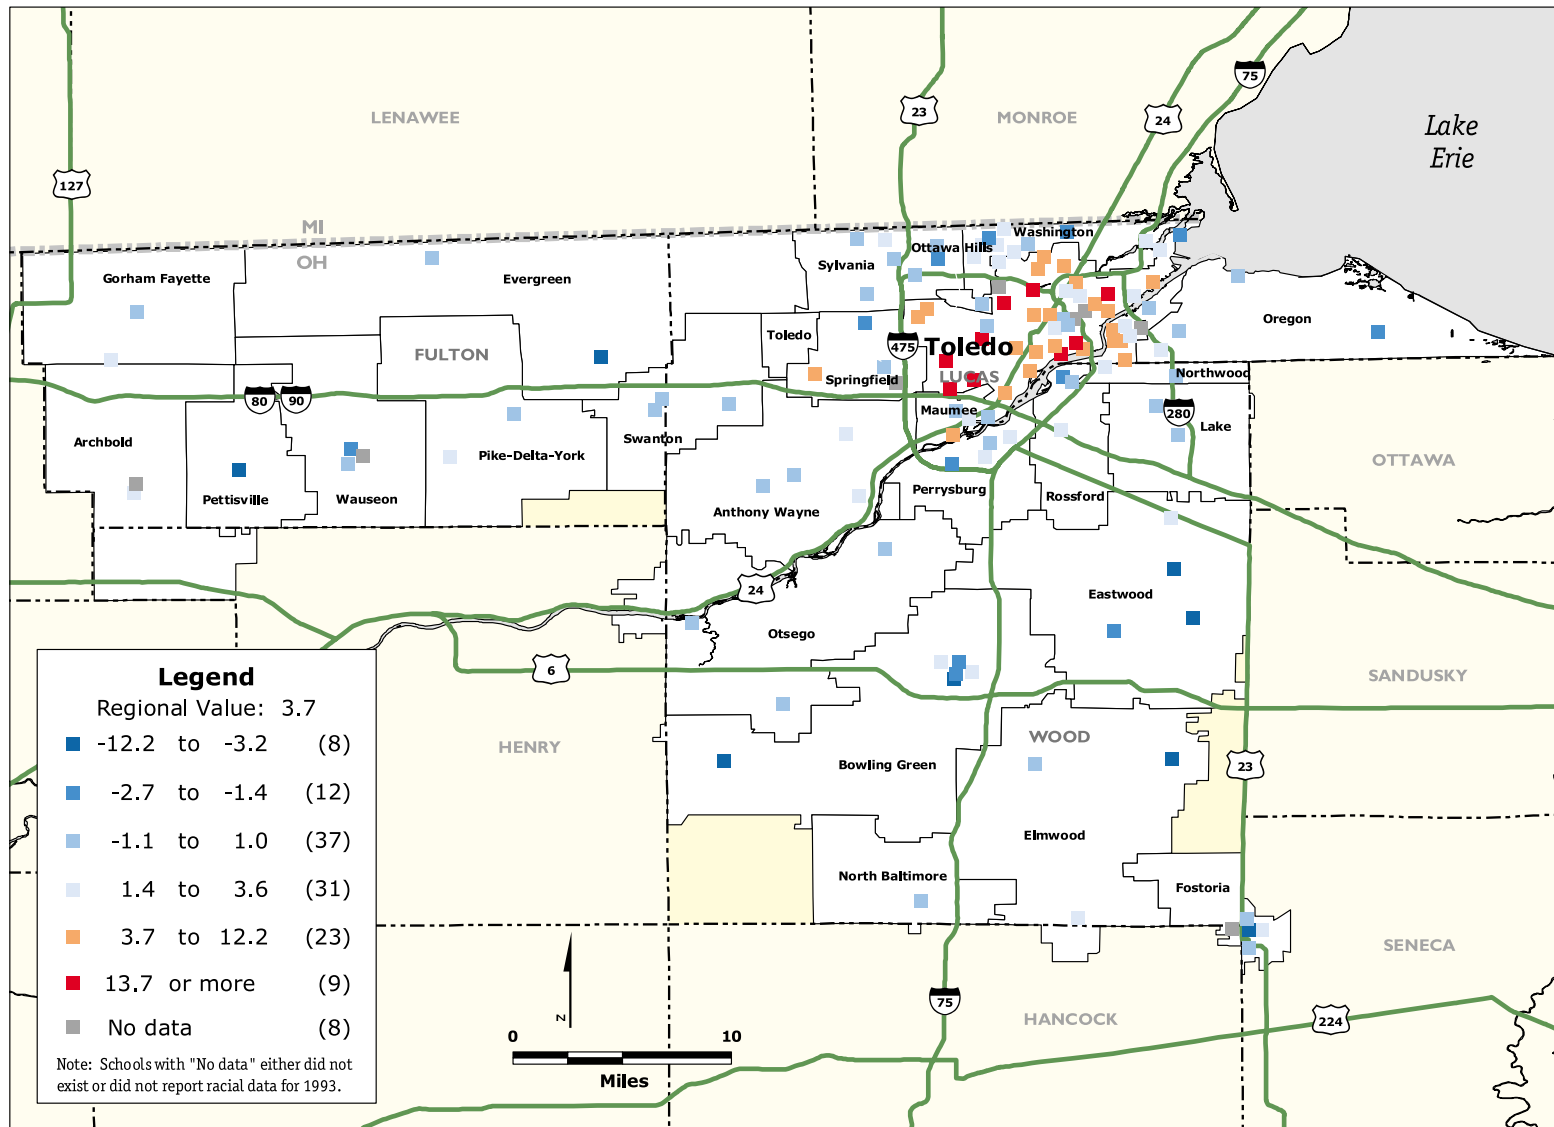 LENAWEE
MONROE
Lake
Erie
127
23
24
75
MI
OH
Gorham Fayette
Evergreen
Sylvania
Ottawa Hills
Washington
Oregon
FULTON
Toledo
475
Toledo
LUCAS
Springfield
Northwood
80
90
Maumee
280
Lake
Archbold
Swanton
Pike-Delta-York
OTTAWA
Pettisville
Wauseon
Anthony Wayne
Perrysburg
Rossford
24
Eastwood
Otsego
6
SANDUSKY
HENRY
WOOD
Bowling Green
23
Elmwood
North Baltimore
Fostoria
SENECA
75
HANCOCK
224
Legend
Regional Value: 3.7
-12.2 to -3.2 (8)
-2.7 to -1.4 (12)
-1.1 to 1.0 (37)
1.4 to 3.6 (31)
3.7 to 12.2 (23)
13.7 or more (9)
No data (8)
Note: Schools with "No data" either did not
exist or did not report racial data for 1993.
N
0 10
Miles